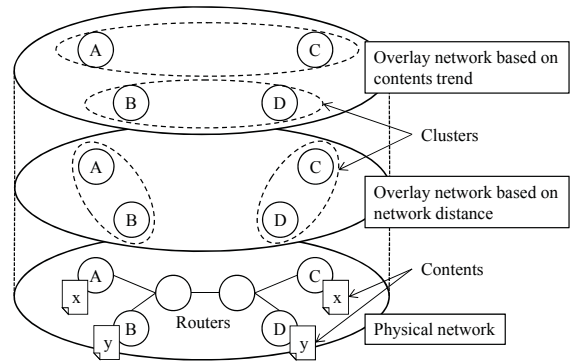 A
C
Overlay network based on
contents trend
B
D
Clusters
A
C
Overlay network based on
network distance
B
D
A
C
Contents
x
x
Routers
B
D
Physical network
y
y